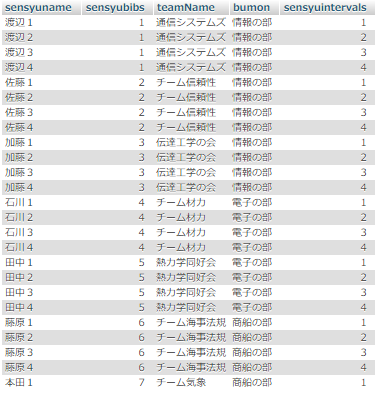 sensyuname sensyubibs teamName bumon sensyuintervals
渡辺１ 1 通信システムズ 情報の部 1
渡辺２ 1 通信システムズ 情報の部 2
渡辺３ 1 通信システムズ 情報の部 3
渡辺４ 1 通信システムズ 情報の部 4
佐藤１ 2 チーム信頼性 情報の部 1
佐藤２ 2 チーム信頼性 情報の部 2
佐藤３ 2 チーム信頼性 情報の部 3
佐藤４ 2 チーム信頼性 情報の部 4
加藤１ 3 伝達工学の会 情報の部 1
加藤２ 3 伝達工学の会 情報の部 2
加藤３ 3 伝達工学の会 情報の部 3
加藤４ 3 伝達工学の会 情報の部 4
石川１ 4 チーム材力 電子の部 1
石川２ 4 チーム材力 電子の部 2
石川３ 4 チーム材力 電子の部 3
石川４ 4 チーム材力 電子の部 4
田中１ 5 熱力学同好会 電子の部 1
田中２ 5 熱力学同好会 電子の部 2
田中３ 5 熱力学同好会 電子の部 3
田中４ 5 熱力学同好会 電子の部 4
藤原１ 6 チーム海事法規 商船の部 1
藤原２ 6 チーム海事法規 商船の部 2
藤原３ 6 チーム海事法規 商船の部 3
藤原４ 6 チーム海事法規 商船の部 4
本田１ 7 チーム気象 商船の部 1